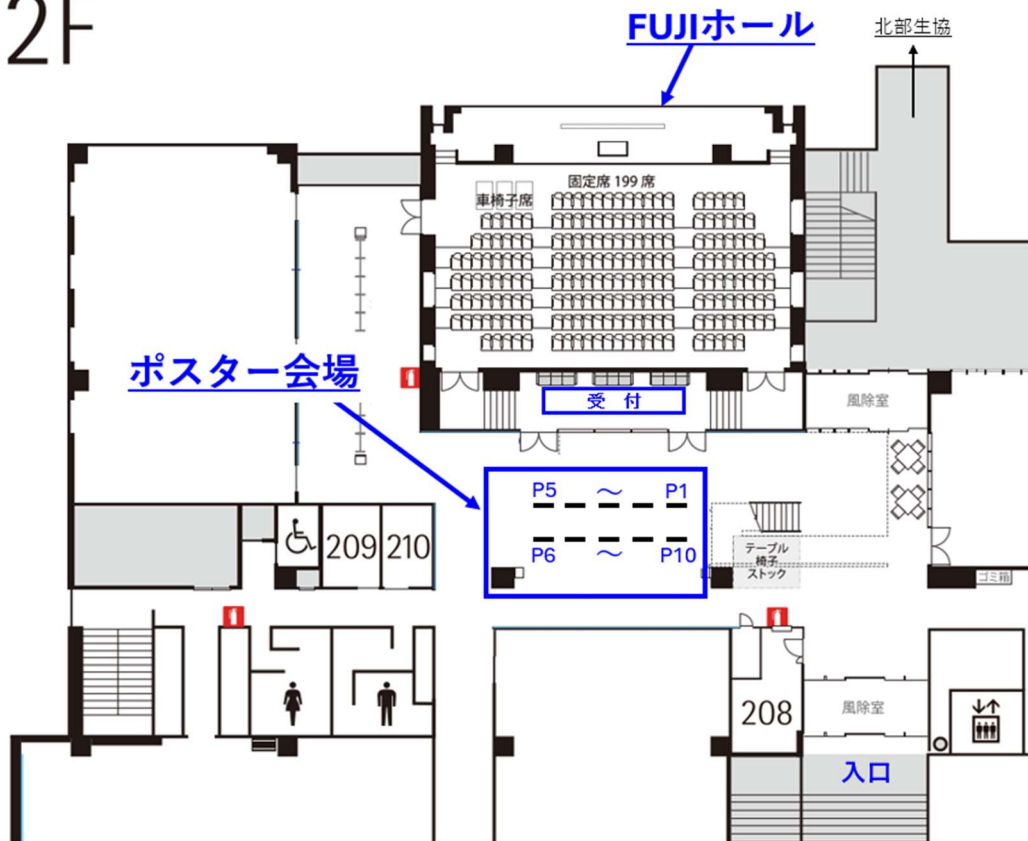 2F
FUJIホール
北部生協
固定席 199 席
車椅子席
ポスター会場
受 付
風除室
P5 ～ P1
P6 ～ P10
テーブル
椅子
ストック
ゴミ箱
209
210
208
風除室
入口